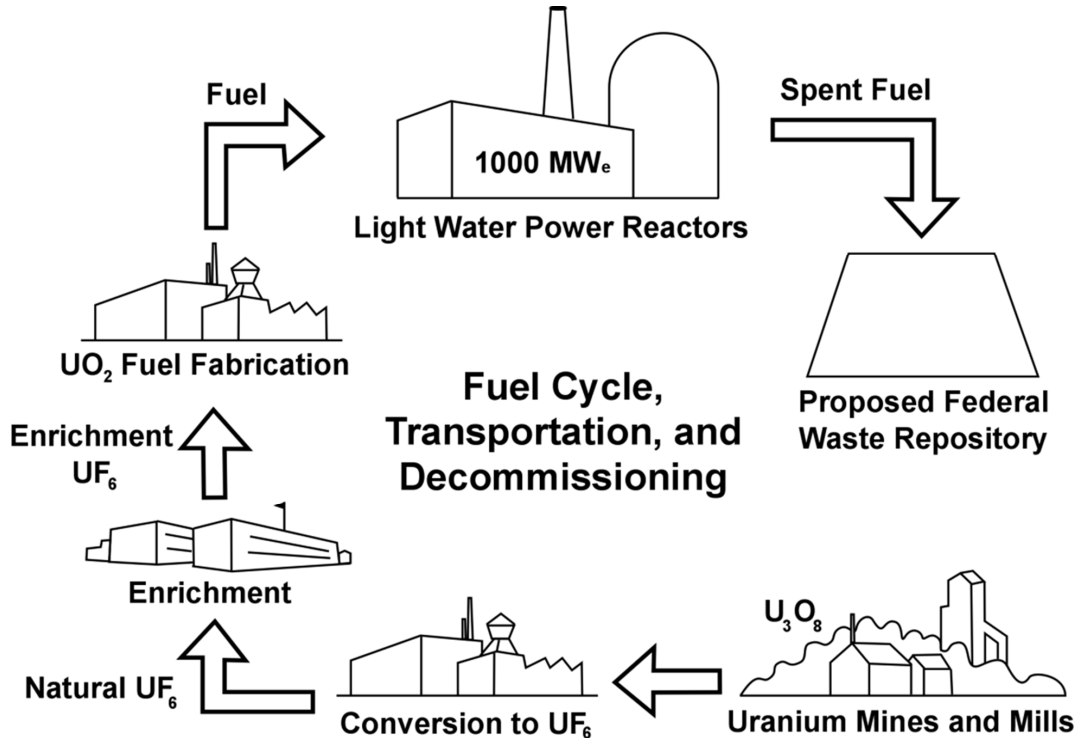 Fuel
Spent Fuel
1000 MWₑ
Light Water Power Reactors
UO₂ Fuel Fabrication
Fuel Cycle,
Transportation, and
Decommissioning
Proposed Federal
Waste Repository
Enrichment
UF₆
Enrichment
U₃O₈
Natural UF₆
Conversion to UF₆
Uranium Mines and Mills